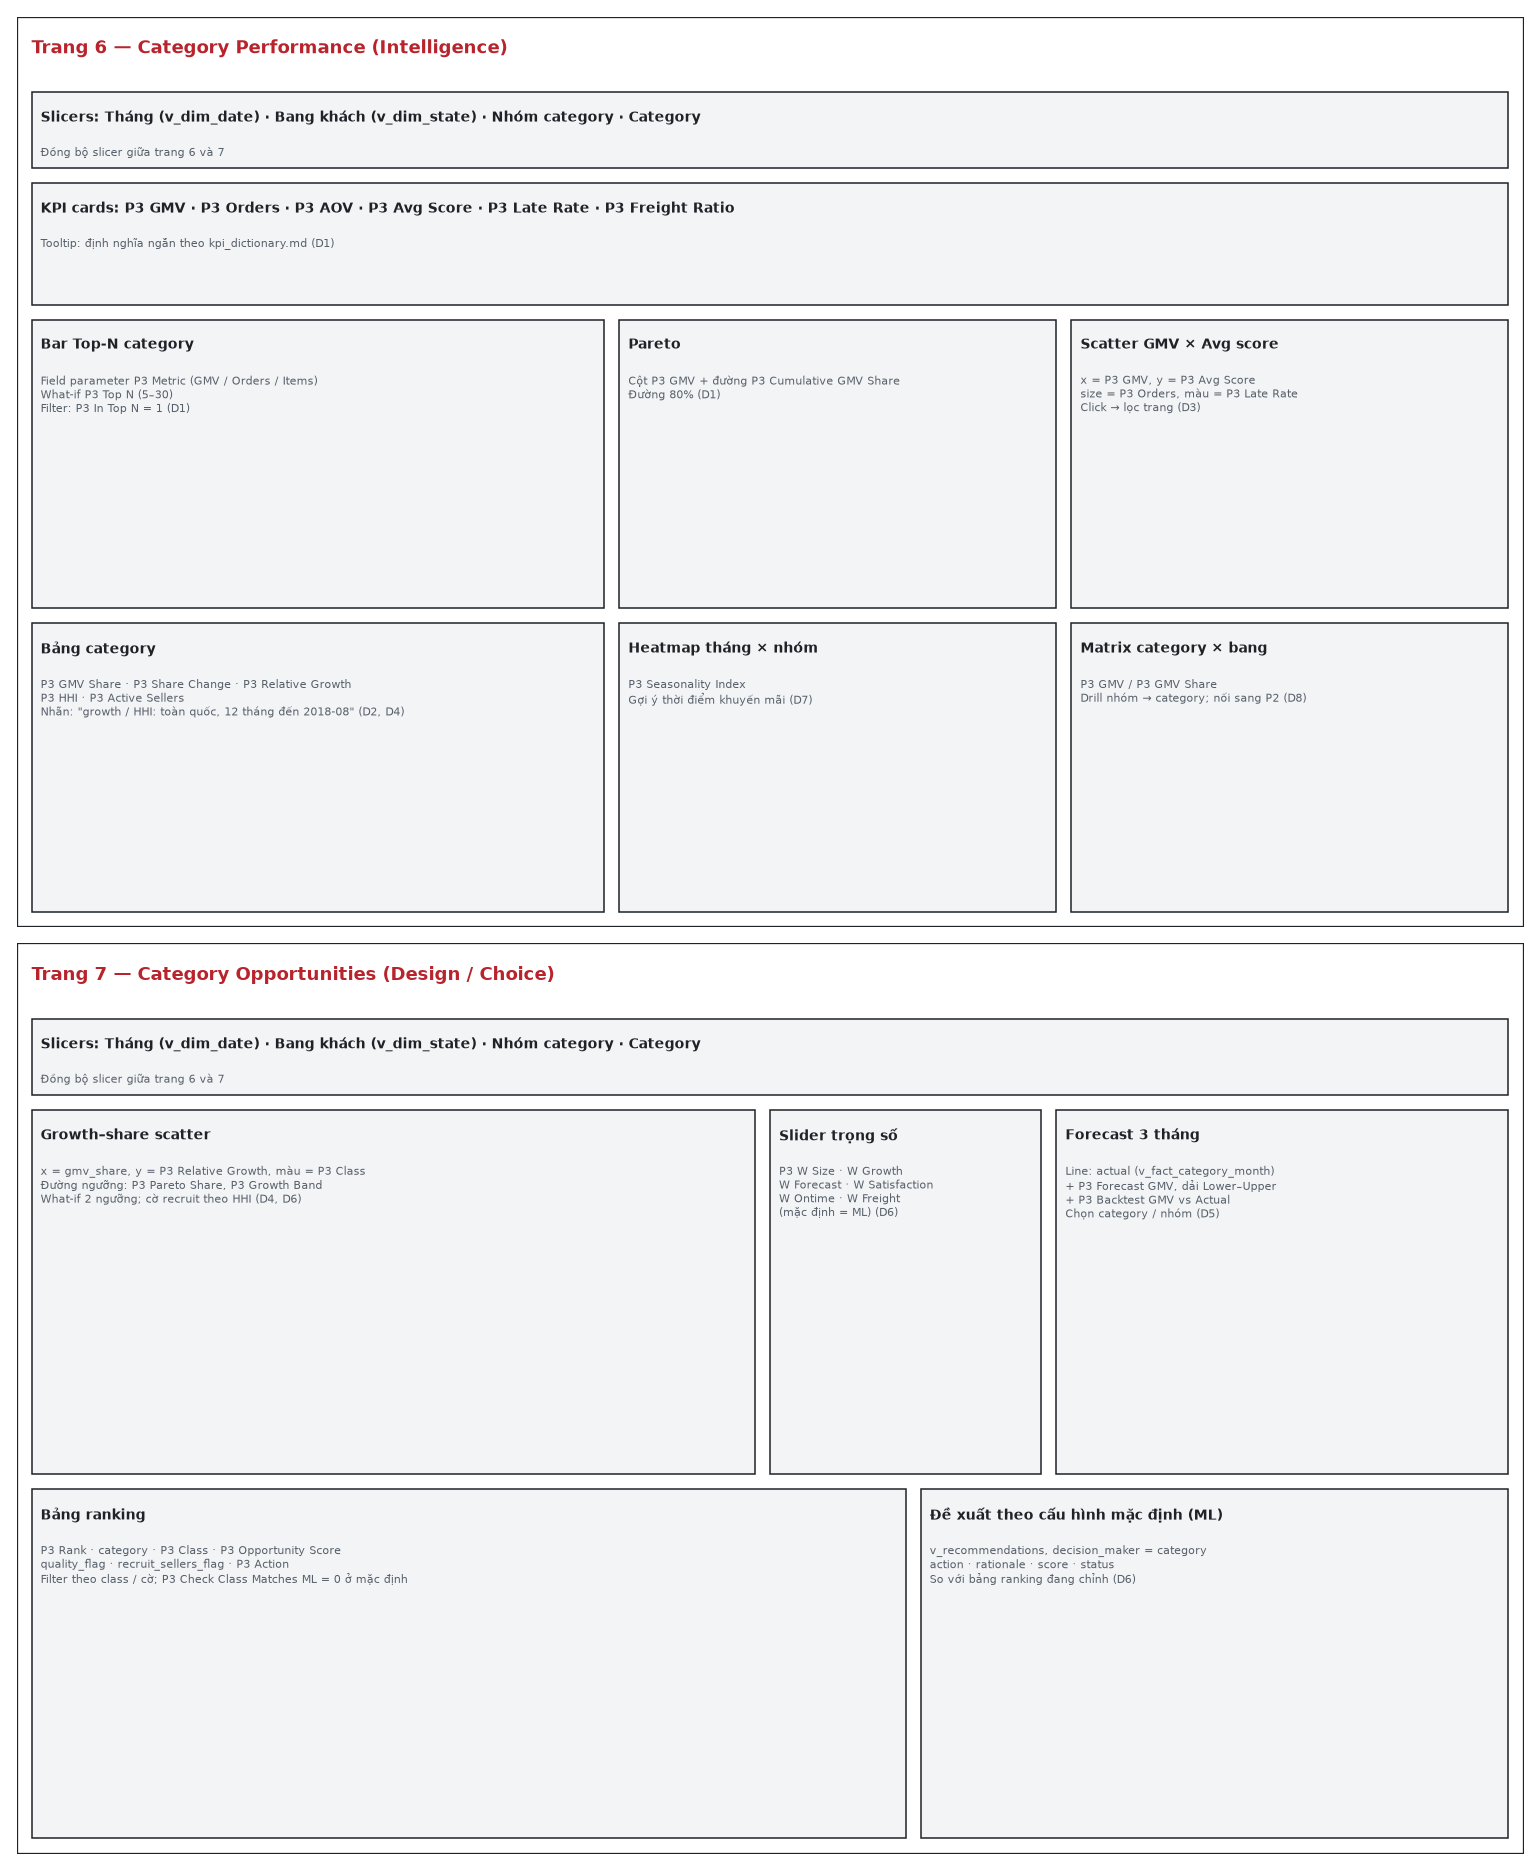 Trang 6 — Category Performance (Intelligence)
Slicers: Tháng (v_dim_date) · Bang khách (v_dim_state) · Nhóm category · Category
Đồng bộ slicer giữa trang 6 và 7
KPI cards: P3 GMV · P3 Orders · P3 AOV · P3 Avg Score · P3 Late Rate · P3 Freight Ratio
Tooltip: định nghĩa ngắn theo kpi_dictionary.md (D1)
Bar Top-N category
Field parameter P3 Metric (GMV / Orders / Items)
What-if P3 Top N (5–30)
Filter: P3 In Top N = 1 (D1)
Pareto
Cột P3 GMV + đường P3 Cumulative GMV Share
Đường 80% (D1)
Scatter GMV × Avg score
x = P3 GMV, y = P3 Avg Score
size = P3 Orders, màu = P3 Late Rate
Click → lọc trang (D3)
Bảng category
P3 GMV Share · P3 Share Change · P3 Relative Growth
P3 HHI · P3 Active Sellers
Nhãn: "growth / HHI: toàn quốc, 12 tháng đến 2018-08" (D2, D4)
Heatmap tháng × nhóm
P3 Seasonality Index
Gợi ý thời điểm khuyến mãi (D7)
Matrix category × bang
P3 GMV / P3 GMV Share
Drill nhóm → category; nối sang P2 (D8)
Trang 7 — Category Opportunities (Design / Choice)
Slicers: Tháng (v_dim_date) · Bang khách (v_dim_state) · Nhóm category · Category
Đồng bộ slicer giữa trang 6 và 7
Growth–share scatter
x = gmv_share, y = P3 Relative Growth, màu = P3 Class
Đường ngưỡng: P3 Pareto Share, P3 Growth Band
What-if 2 ngưỡng; cờ recruit theo HHI (D4, D6)
Slider trọng số
P3 W Size · W Growth
W Forecast · W Satisfaction
W Ontime · W Freight
(mặc định = ML) (D6)
Forecast 3 tháng
Line: actual (v_fact_category_month)
+ P3 Forecast GMV, dải Lower–Upper
+ P3 Backtest GMV vs Actual
Chọn category / nhóm (D5)
Bảng ranking
P3 Rank · category · P3 Class · P3 Opportunity Score
quality_flag · recruit_sellers_flag · P3 Action
Filter theo class / cờ; P3 Check Class Matches ML = 0 ở mặc định
Đề xuất theo cấu hình mặc định (ML)
v_recommendations, decision_maker = category
action · rationale · score · status
So với bảng ranking đang chỉnh (D6)